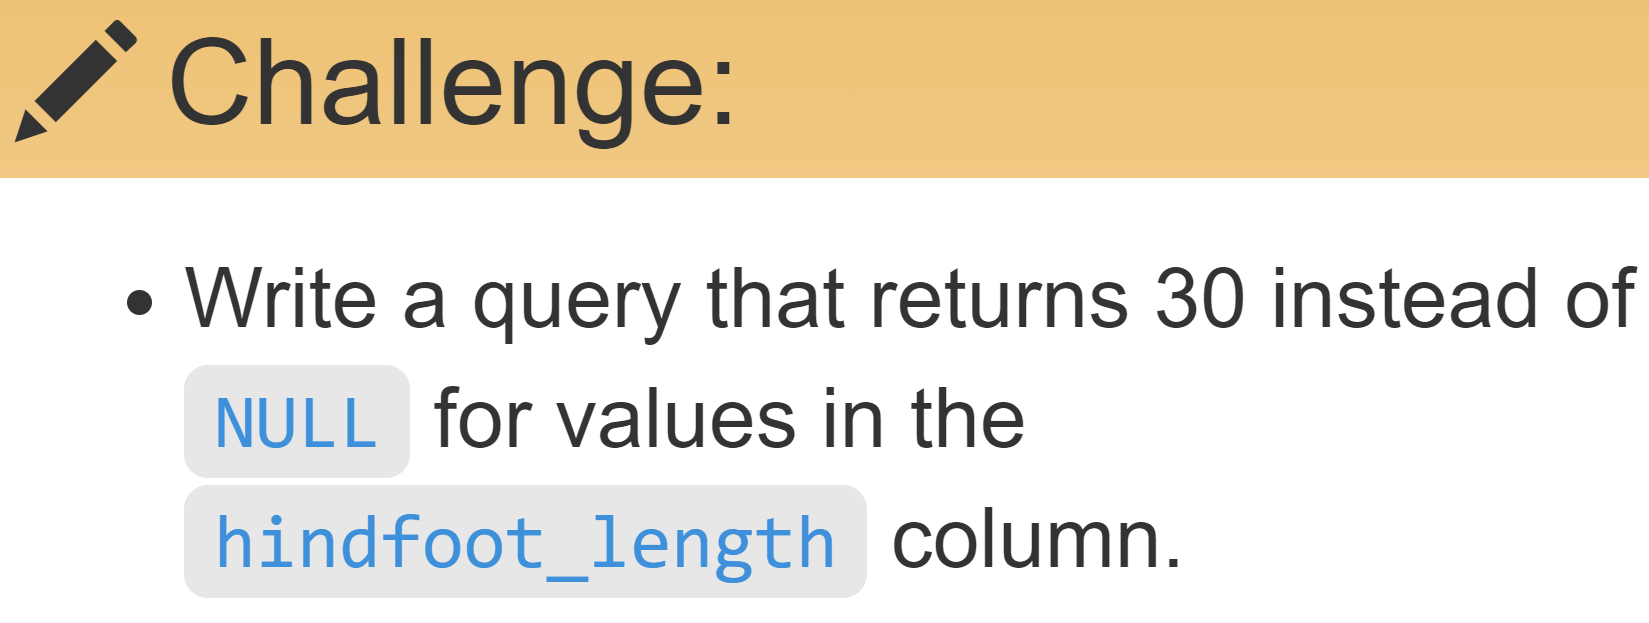 Challenge:
Write a query that returns 30 instead of
NULL for values in the
hindfoot_length column.